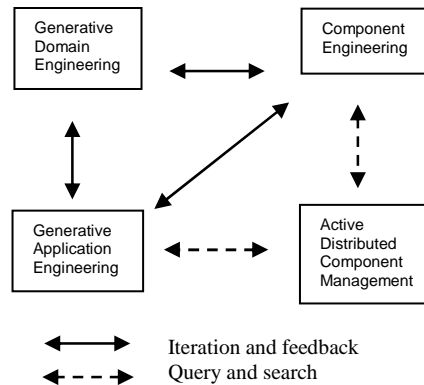 Generative
Domain
Engineering
Component
Engineering
Generative
Application
Engineering
Active
Distributed
Component
Management
Iteration and feedback
Query and search